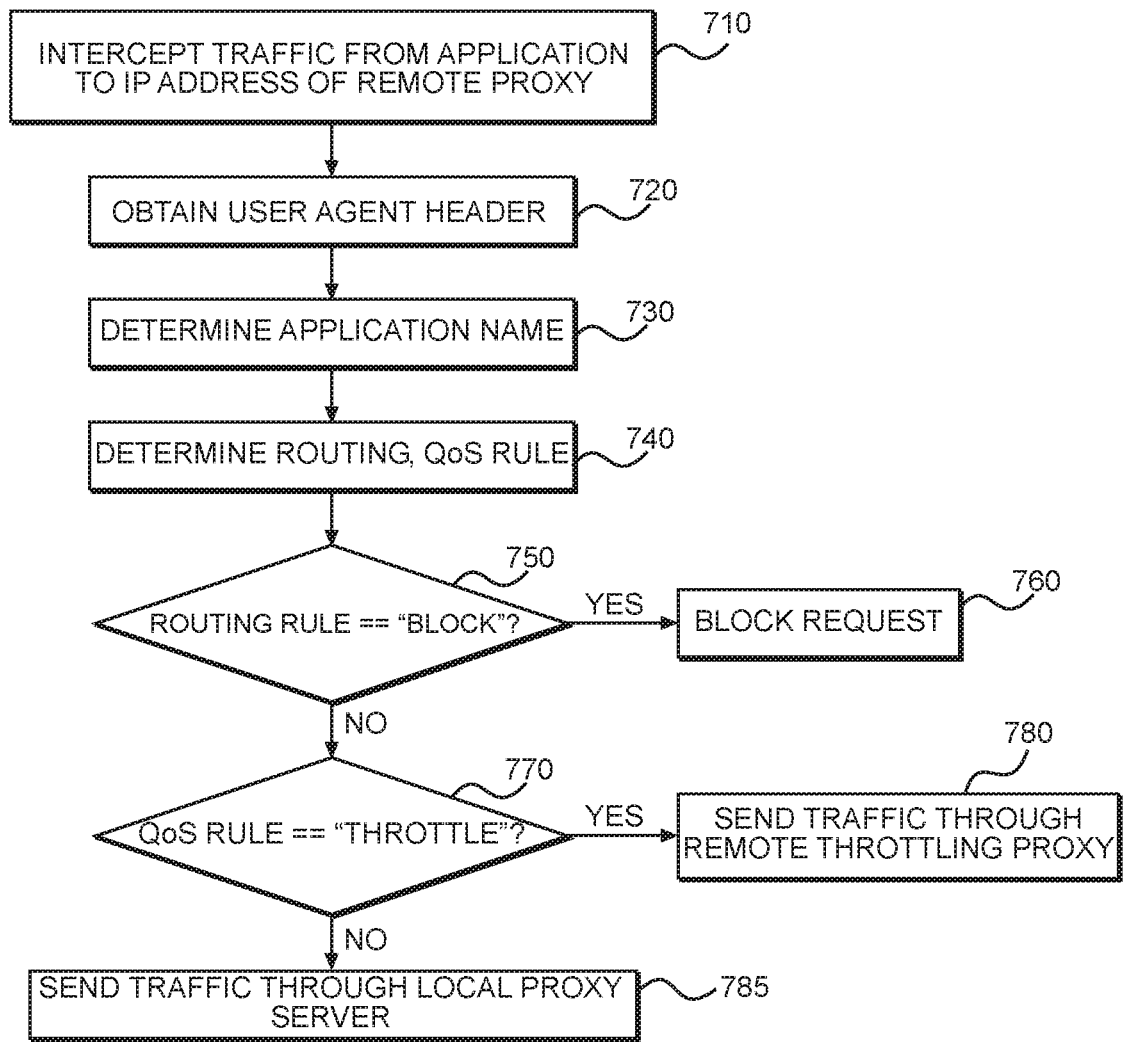 INTERCEPT TRAFFIC FROM APPLICATION
TO IP ADDRESS OF REMOTE PROXY
710
OBTAIN USER AGENT HEADER
720
DETERMINE APPLICATION NAME
730
DETERMINE ROUTING, QoS RULE
740
ROUTING RULE == “BLOCK”?
750
YES
BLOCK REQUEST
760
NO
QoS RULE == “THROTTLE”?
770
YES
SEND TRAFFIC THROUGH
REMOTE THROTTLING PROXY
780
NO
SEND TRAFFIC THROUGH LOCAL PROXY
SERVER
785